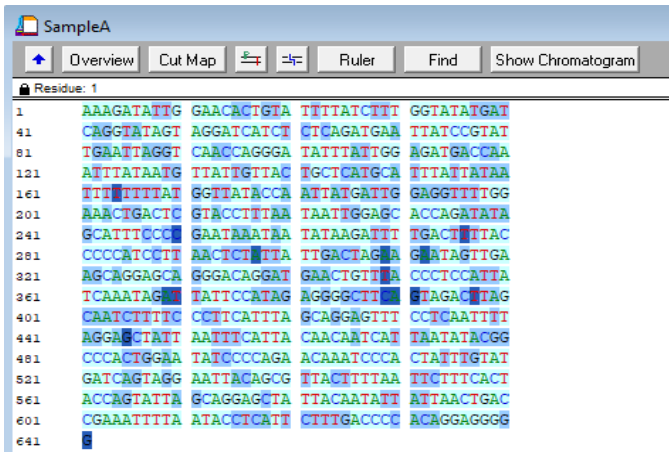 SampleA
Overview Cut Map Ruler Find Show Chromatogram
Residue: 1
1 AAAGATATTG GAACACTGTA TTTTATCTTT GGTATATGAT
41 CAGGTATAGT AGGATCATCT CTCAGATGAA TTATCCGTAT
81 TGAATTAGGT CAACCAGGGA TATTTATTGG AGATGACCAA
121 ATTTATAATG TTATTGTTAC TGCTCATGCA TTTATTATAA
161 TTTTTTTTAT GGTTATACCA ATTATGATTG GAGGTTTTGG
201 AAACTGACTC GTACCTTTAA TAATTGGAGC ACCAGATATA
241 GCATTTCCCC GAATAAATAA TATAAGATTT TGACTTTTAC
281 CCCCATCCTT AACTCTATTA TTGACTAGAA GAATAGTTGA
321 AGCAGGAGCA GGGACAGGAT GAACTGTTTA CCCTCCATTA
361 TCAAATAGAT TATTCCATAG AGGGGCTTCA GTAGACTTAG
401 CAATCTTTTC CCTTCATTTA GCAGGAGTTT CCTCAATTTT
441 AGGAGCTATT AATTTCATTA CAACAATCAT TAATATACGG
481 CCCACTGGAA TATCCCCAGA ACAAATCCCA CTATTTGTAT
521 GATCAGTAGG AATTACAGCG TTACTTTTAA TTCTTTCACT
561 ACCAGTATTA GCAGGAGCTA TTACAATATT ATTAACTGAC
601 CGAAATTTTA ATACCTCATT CTTTGACCCC ACAGGAGGGG
641 G